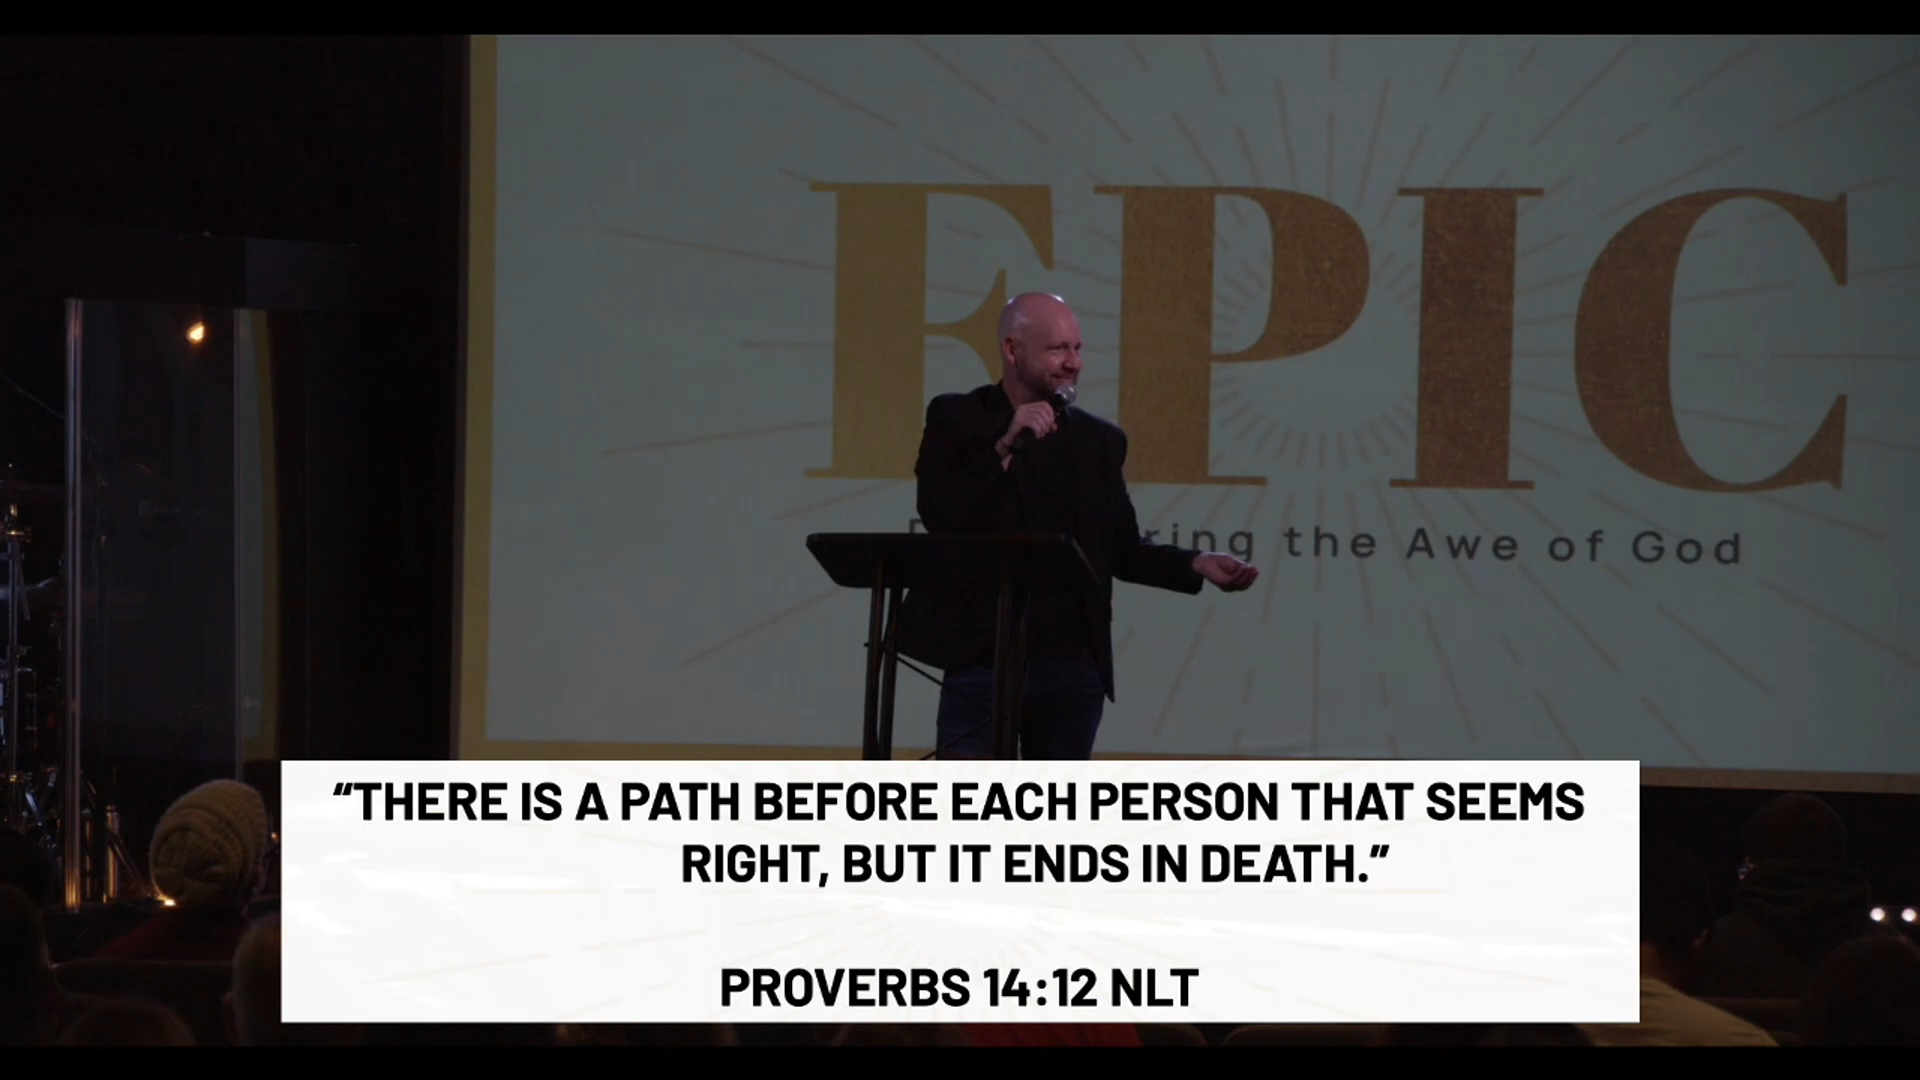 EPIC
the Awe of God
“THERE IS A PATH BEFORE EACH PERSON THAT SEEMS
RIGHT, BUT IT ENDS IN DEATH.”
PROVERBS 14:12 NLT